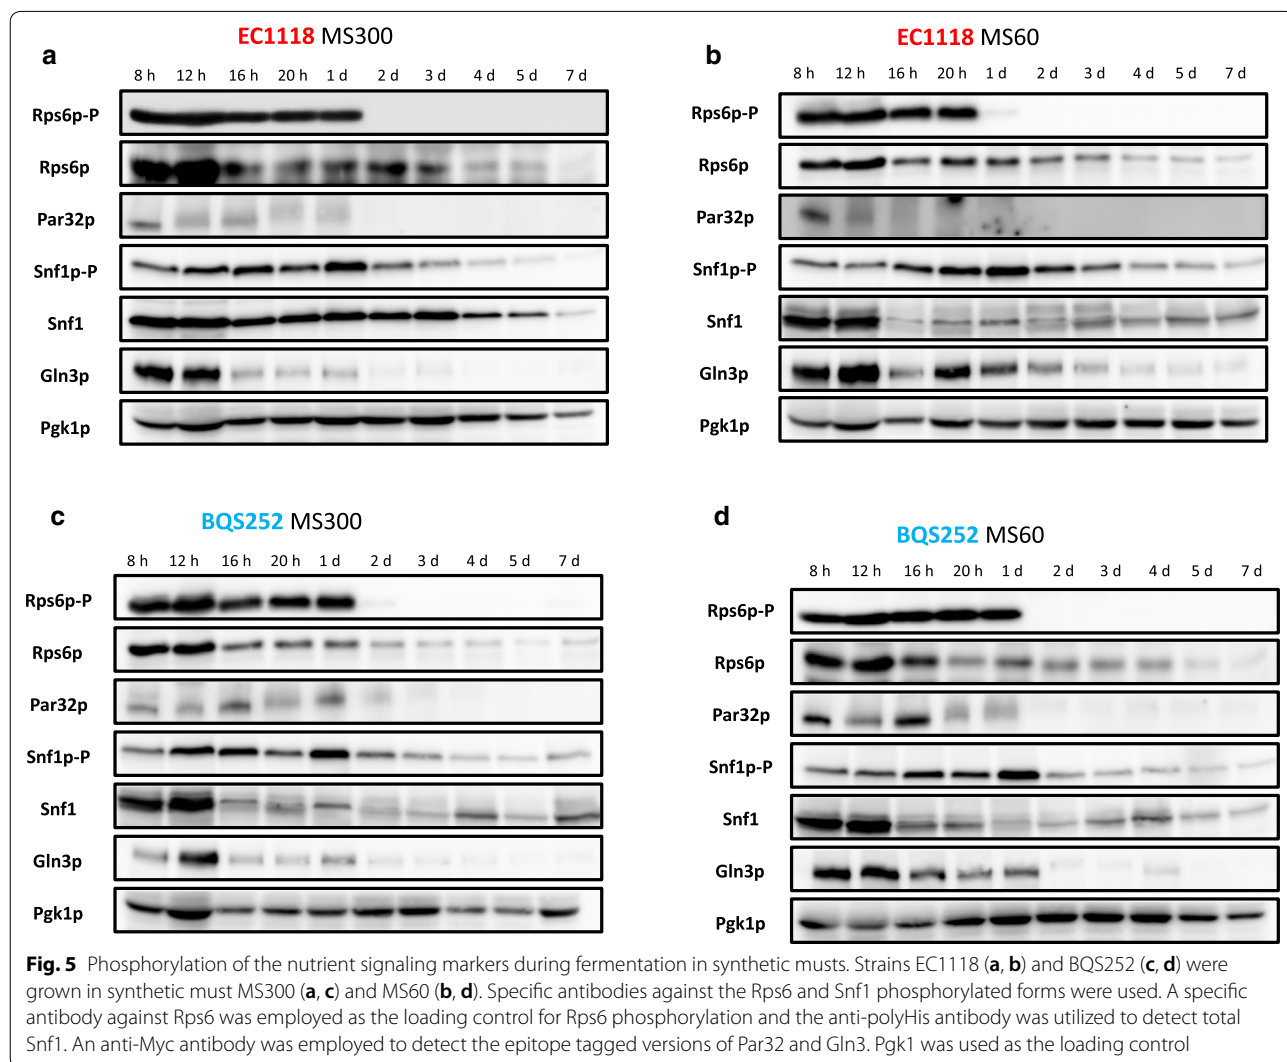 a
EC1118 MS300
8 h 12 h 16 h 20 h 1 d 2 d 3 d 4 d 5 d 7 d
Rps6p-P
Rps6p
Par32p
Snf1p-P
Snf1
Gln3p
Pgk1p
b
EC1118 MS60
8 h 12 h 16 h 20 h 1 d 2 d 3 d 4 d 5 d 7 d
Rps6p-P
Rps6p
Par32p
Snf1p-P
Snf1
Gln3p
Pgk1p
c
BQS252 MS300
8 h 12 h 16 h 20 h 1 d 2 d 3 d 4 d 5 d 7 d
Rps6p-P
Rps6p
Par32p
Snf1p-P
Snf1
Gln3p
Pgk1p
d
BQS252 MS60
8 h 12 h 16 h 20 h 1 d 2 d 3 d 4 d 5 d 7 d
Rps6p-P
Rps6p
Par32p
Snf1p-P
Snf1
Gln3p
Pgk1p
Fig. 5 Phosphorylation of the nutrient signaling markers during fermentation in synthetic musts. Strains EC1118 (a, b) and BQS252 (c, d) were
grown in synthetic must MS300 (a, c) and MS60 (b, d). Specific antibodies against the Rps6 and Snf1 phosphorylated forms were used. A specific
antibody against Rps6 was employed as the loading control for Rps6 phosphorylation and the anti-polyHis antibody was utilized to detect total
Snf1. An anti-Myc antibody was employed to detect the epitope tagged versions of Par32 and Gln3. Pgk1 was used as the loading control